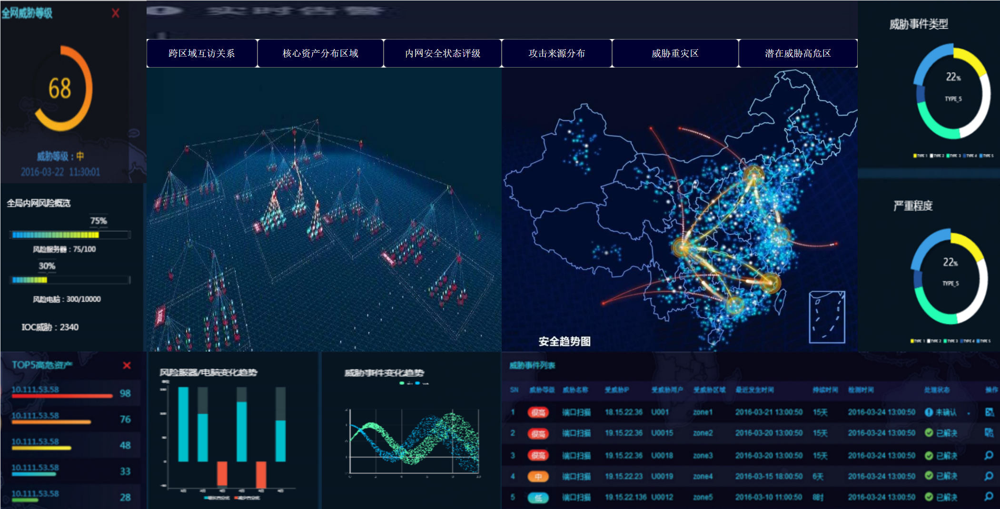 全网威胁等级
68
威胁等级：中
2016-03-22 11:30:01
全局内网风险概览
75%
风险服务器：75/100
30%
风险电脑：300/10000
IOC威胁：2340
实时告警
跨区域互访关系
核心资产分布区域
内网安全状态评级
攻击来源分布
威胁重灾区
潜在威胁高危区
安全趋势图
威胁事件类型
22%
TYPE_5
TYPE 1 TYPE 2 TYPE 3 TYPE 4 TYPE 5
严重程度
22%
TYPE_5
TYPE 1 TYPE 2 TYPE 3 TYPE 4 TYPE 5
TOP5高危资产
10.111.53.58 98
10.111.53.58 76
10.111.53.58 48
10.111.53.58 33
10.111.53.58 28
风险服器/电脑变化趋势
威胁事件变化趋势
威胁事件列表
SN 威胁等级 威胁名称 受威胁IP 受威胁用户 受威胁区域 最近发生时间 持续时间 检测时间 处理状态 操作
1 很高 端口扫描 18.15.22.36 U001 zone1 2016-03-21 13:00:50 15天 2016-03-24 13:00:50 未确认
2 很高 端口扫描 19.15.22.36 U0015 zone2 2016-03-20 13:00:50 15天 2016-03-24 13:00:50 已解决
3 很高 端口扫描 19.15.22.36 U0018 zone3 2016-03-20 13:00:50 15天 2016-03-24 13:00:50 已解决
4 中 端口扫描 19.15.22.23 U0019 zone4 2016-03-15 18:00:50 6天 2016-03-24 13:00:50 已解决
5 低 端口扫描 19.15.22.136 U0012 zone5 2016-03-10 11:00:50 8时 2016-03-24 13:00:50 已解决